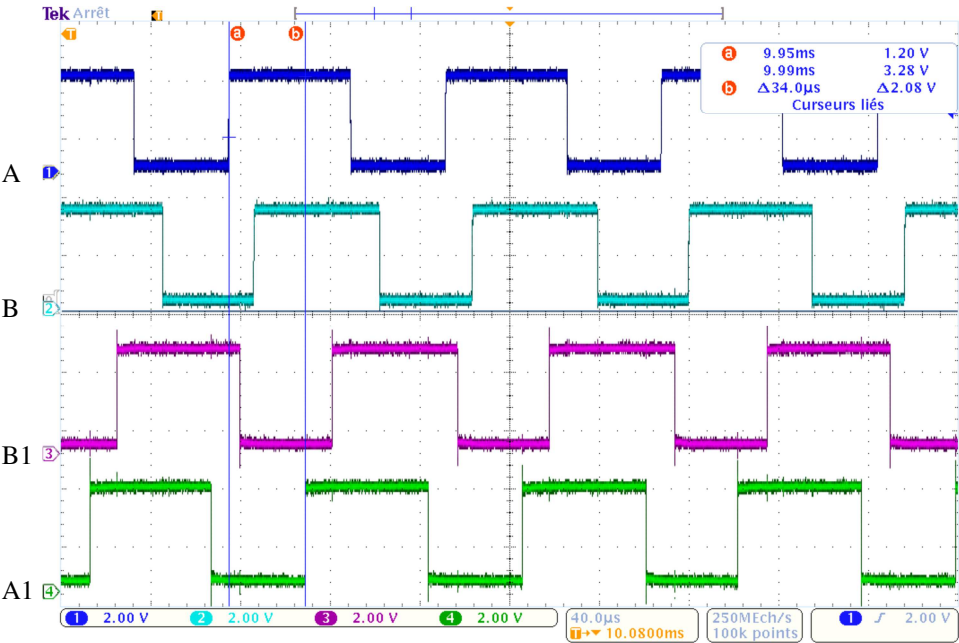 Tek Arrêt
T
T
a
b
a 9.95ms 1.20 V
9.99ms 3.28 V
b Δ34.0µs Δ2.08 V
Curseurs liés
A
1
B
2
B1
3
A1
4
1 2.00 V 2 2.00 V 3 2.00 V 4 2.00 V
40.0µs
T→▼ 10.0800ms
250MEch/s
100k points
1 ∫ 2.00 V